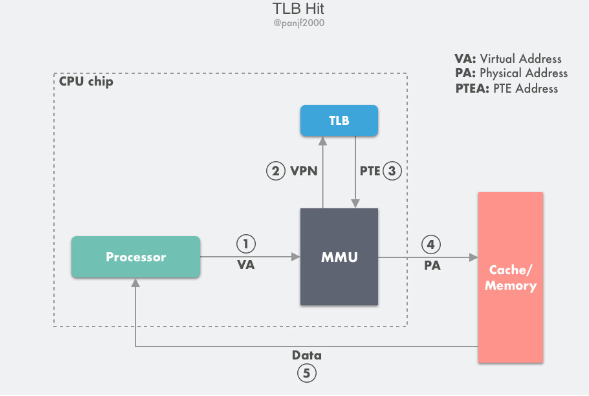 TLB Hit
@panjf2000
VA: Virtual Address
PA: Physical Address
PTEA: PTE Address
CPU chip
TLB
② VPN
PTE ③
①
④
Processor
VA
MMU
PA
Cache/
Memory
Data
⑤